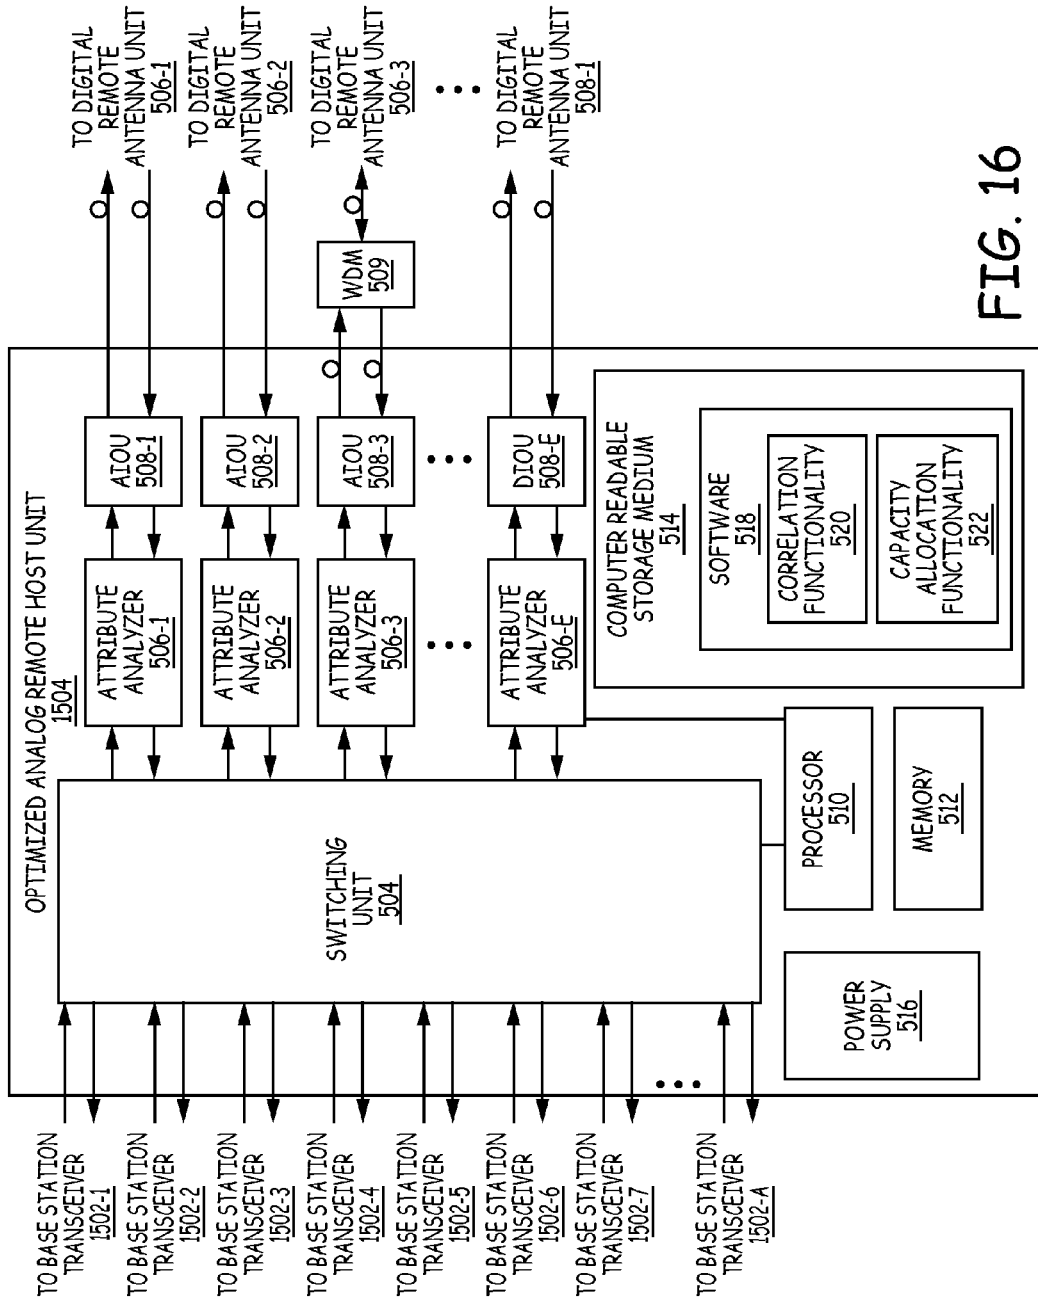 OPTIMIZED ANALOG REMOTE HOST UNIT
1504
TO BASE STATION
TRANSCEIVER
1502-1
TO BASE STATION
TRANSCEIVER
1502-2
TO BASE STATION
TRANSCEIVER
1502-3
TO BASE STATION
TRANSCEIVER
1502-4
TO BASE STATION
TRANSCEIVER
1502-5
TO BASE STATION
TRANSCEIVER
1502-6
TO BASE STATION
TRANSCEIVER
1502-7
TO BASE STATION
TRANSCEIVER
1502-A
SWITCHING
UNIT
504
ATTRIBUTE
ANALYZER
506-1
AIOU
508-1
TO DIGITAL
REMOTE
ANTENNA UNIT
506-1
ATTRIBUTE
ANALYZER
506-2
AIOU
508-2
TO DIGITAL
REMOTE
ANTENNA UNIT
506-2
ATTRIBUTE
ANALYZER
506-3
AIOU
508-3
WDM
509
TO DIGITAL
REMOTE
ANTENNA UNIT
506-3
ATTRIBUTE
ANALYZER
506-E
DIOU
508-E
TO DIGITAL
REMOTE
ANTENNA UNIT
508-1
POWER
SUPPLY
516
PROCESSOR
510
MEMORY
512
COMPUTER READABLE
STORAGE MEDIUM
514
SOFTWARE
518
CORRELATION
FUNCTIONALITY
520
CAPACITY
ALLOCATION
FUNCTIONALITY
522
FIG. 16